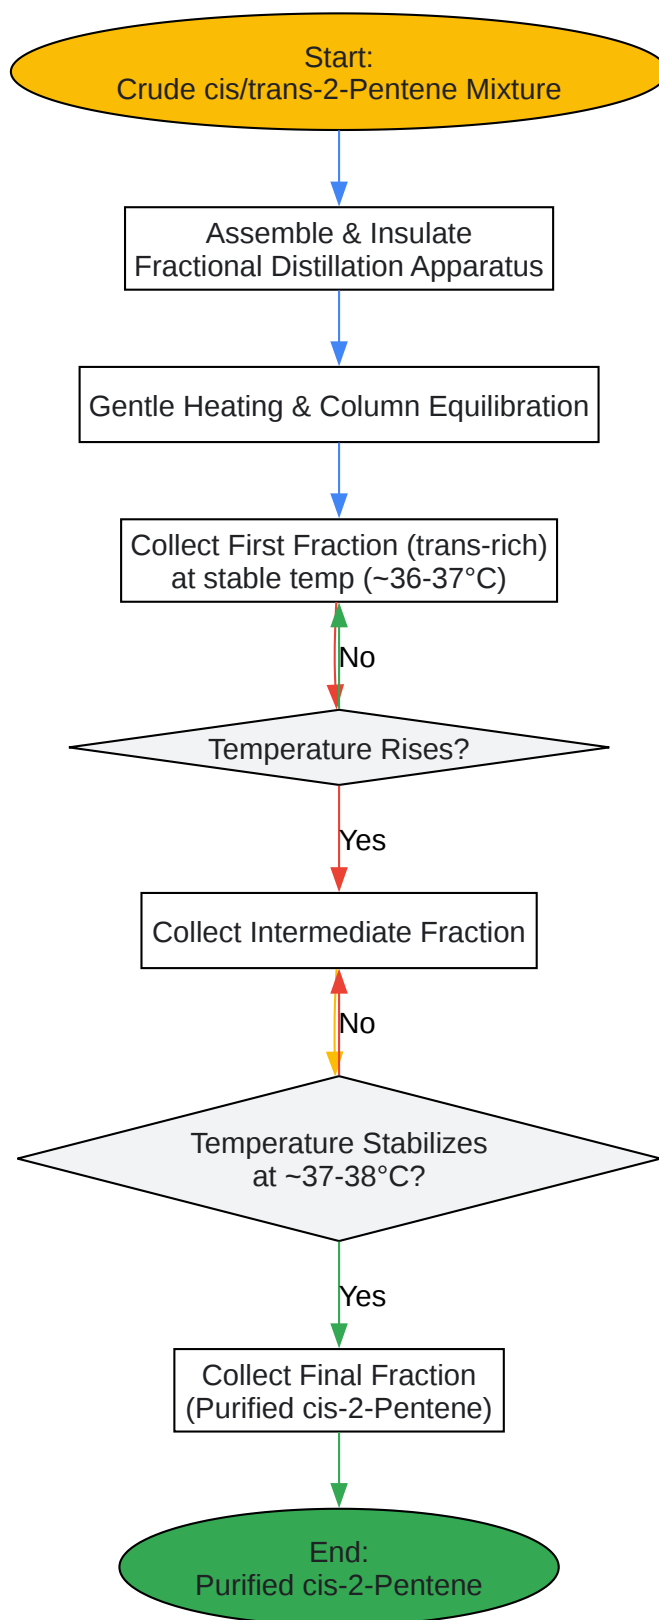 Start:
Crude cis/trans-2-Pentene Mixture
Assemble & Insulate
Fractional Distillation Apparatus
Gentle Heating & Column Equilibration
Collect First Fraction (trans-rich)
at stable temp (~36-37°C)
No
Temperature Rises?
Yes
Collect Intermediate Fraction
No
Temperature Stabilizes
at ~37-38°C?
Yes
Collect Final Fraction
(Purified cis-2-Pentene)
End:
Purified cis-2-Pentene